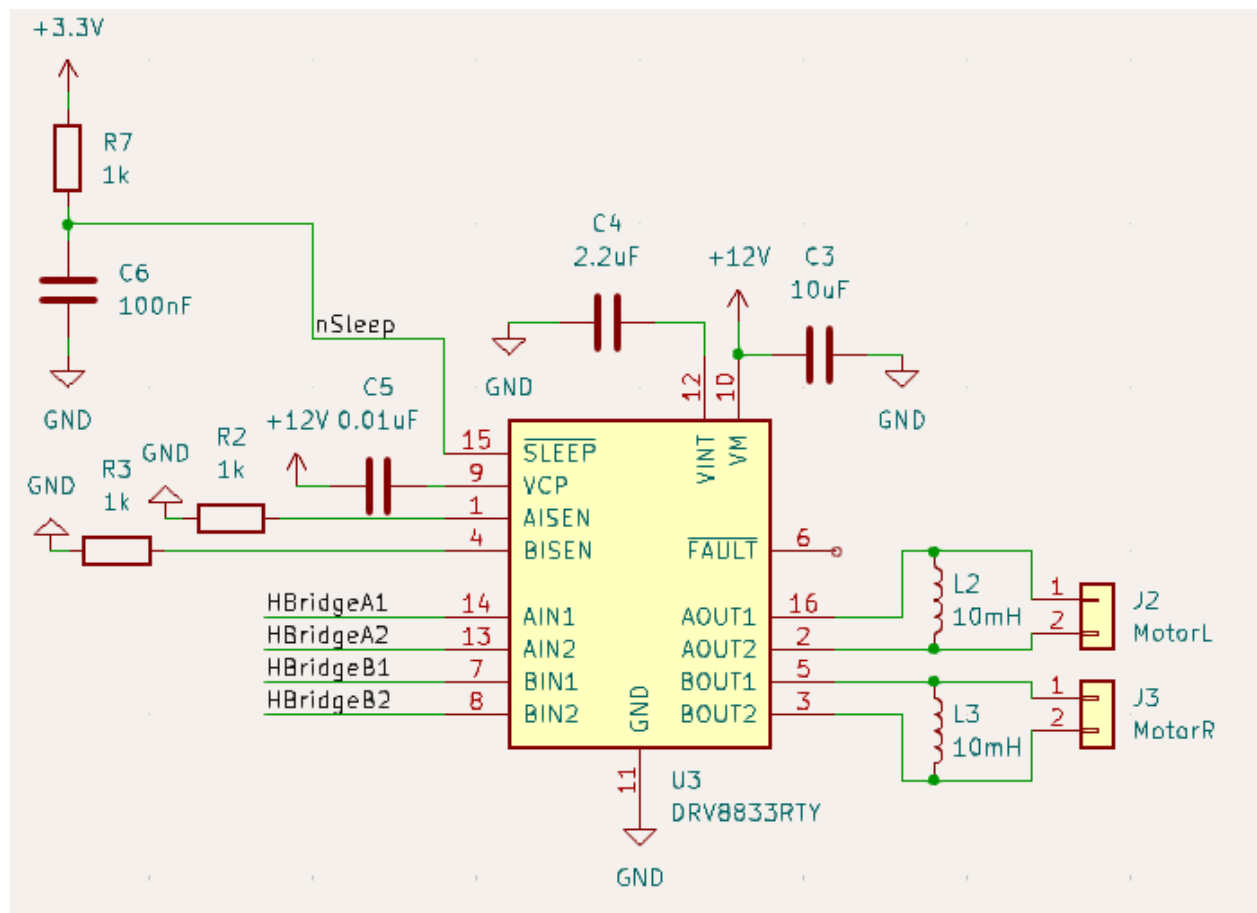 +3.3V
R7
1k
C6
100nF
GND
nSleep
C4
2.2uF
GND
+12V
C3
10uF
GND
C5
+12V 0.01uF
R2
1k
GND
R3
1k
GND
15
9
1
4
14
13
7
8
12
10
6
16
2
5
3
11
SLEEP
VCP
AISEN
BISEN
AIN1
AIN2
BIN1
BIN2
VINT
VM
FAULT
AOUT1
AOUT2
BOUT1
BOUT2
GND
HBridgeA1
HBridgeA2
HBridgeB1
HBridgeB2
L2
10mH
L3
10mH
1
2
J2
MotorL
1
2
J3
MotorR
U3
DRV8833RTY
GND